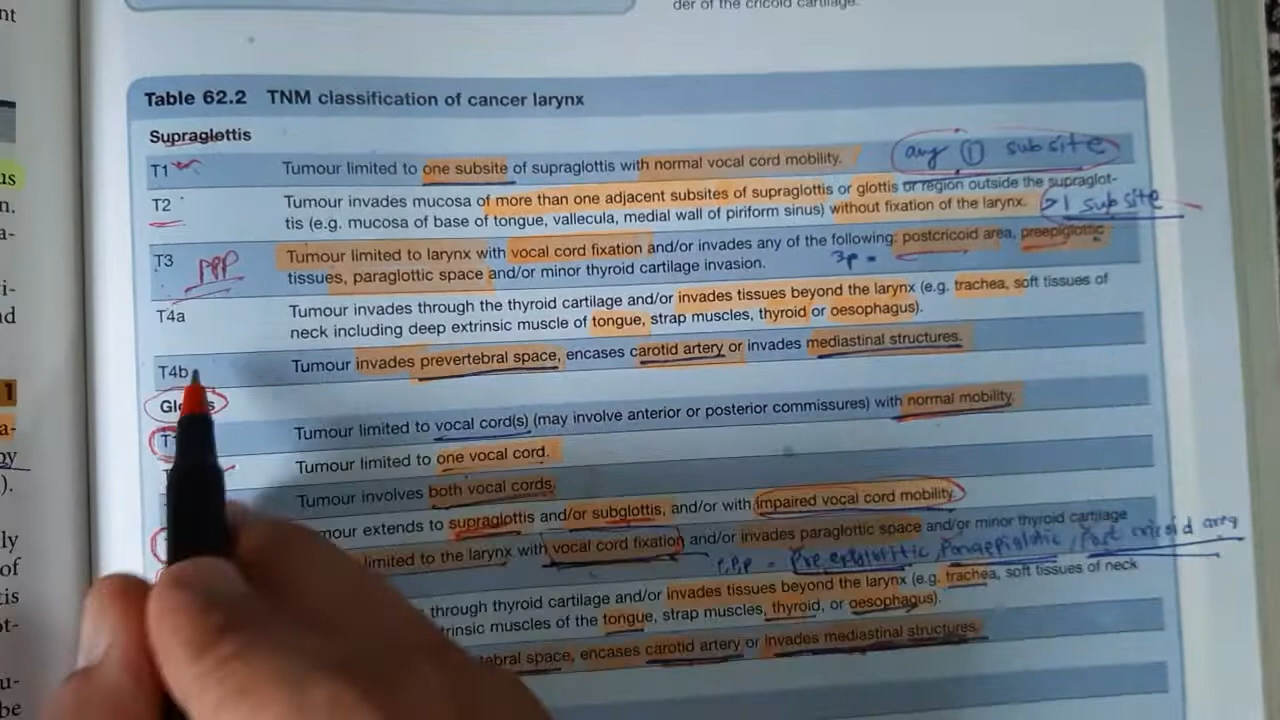 der of the cricoid cartilage.
Table 62.2 TNM classification of cancer larynx
Supraglottis
T1 Tumour limited to one subsite of supraglottis with normal vocal cord mobility. any 1 subsite
T2 Tumour invades mucosa of more than one adjacent subsites of supraglottis or glottis or region outside the supraglot-
tis (e.g. mucosa of base of tongue, vallecula, medial wall of piriform sinus) without fixation of the larynx. >1 subsite
T3 PPP Tumour limited to larynx with vocal cord fixation and/or invades any of the following: postcricoid area, preepiglottic
tissues, paraglottic space and/or minor thyroid cartilage invasion. 3p =
T4a Tumour invades through the thyroid cartilage and/or invades tissues beyond the larynx (e.g. trachea, soft tissues of
neck including deep extrinsic muscle of tongue, strap muscles, thyroid or oesophagus).
T4b Tumour invades prevertebral space, encases carotid artery or invades mediastinal structures.
Tumour limited to vocal cord(s) (may involve anterior or posterior commissures) with normal mobility.
Tumour limited to one vocal cord.
Tumour involves both vocal cords.
mour extends to supraglottis and/or subglottis, and/or with impaired vocal cord mobility.
limited to the larynx with vocal cord fixation and/or invades paraglottic space and/or minor thyroid cartilage
P,P,P = Preepiglottic, Paraepiglotic, Post cricoid area
through thyroid cartilage and/or invades tissues beyond the larynx (e.g. trachea, soft tissues of neck
trinsic muscles of the tongue, strap muscles, thyroid, or oesophagus).
tebral space, encases carotid artery or invades mediastinal structures.